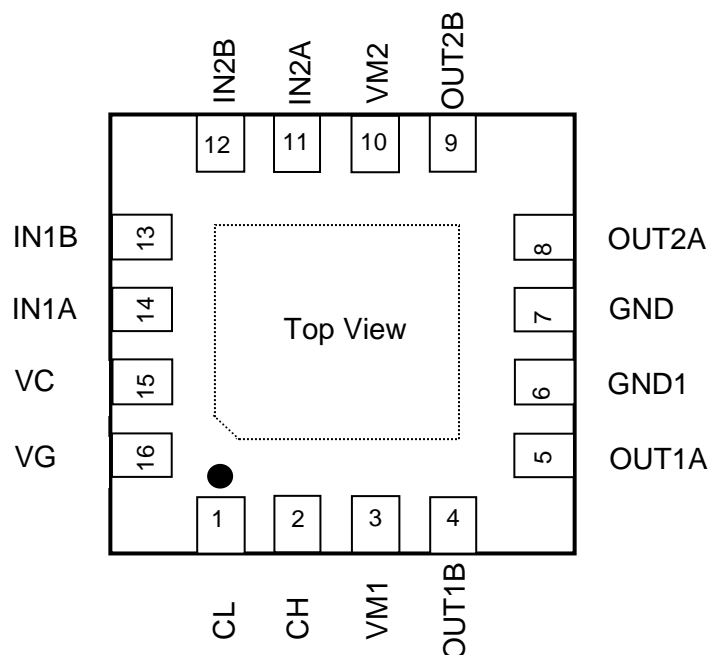 IN2B
IN2A
VM2
OUT2B
12
11
10
9
IN1B
13
8
OUT2A
IN1A
14
7
GND
Top View
VC
15
6
GND1
VG
16
5
OUT1A
1
2
3
4
CL
CH
VM1
OUT1B